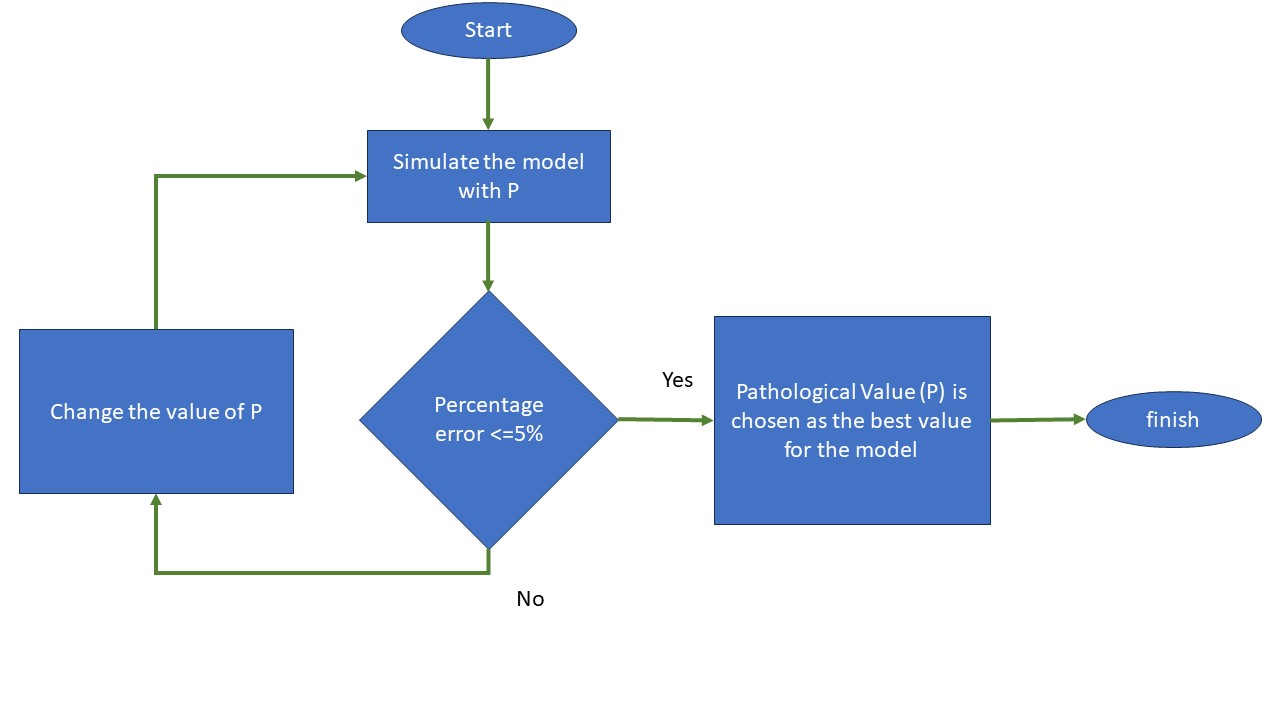 Start
Simulate the model
with P
Change the value of P
Percentage
error <=5%
Yes
Pathological Value (P) is
chosen as the best value
for the model
finish
No